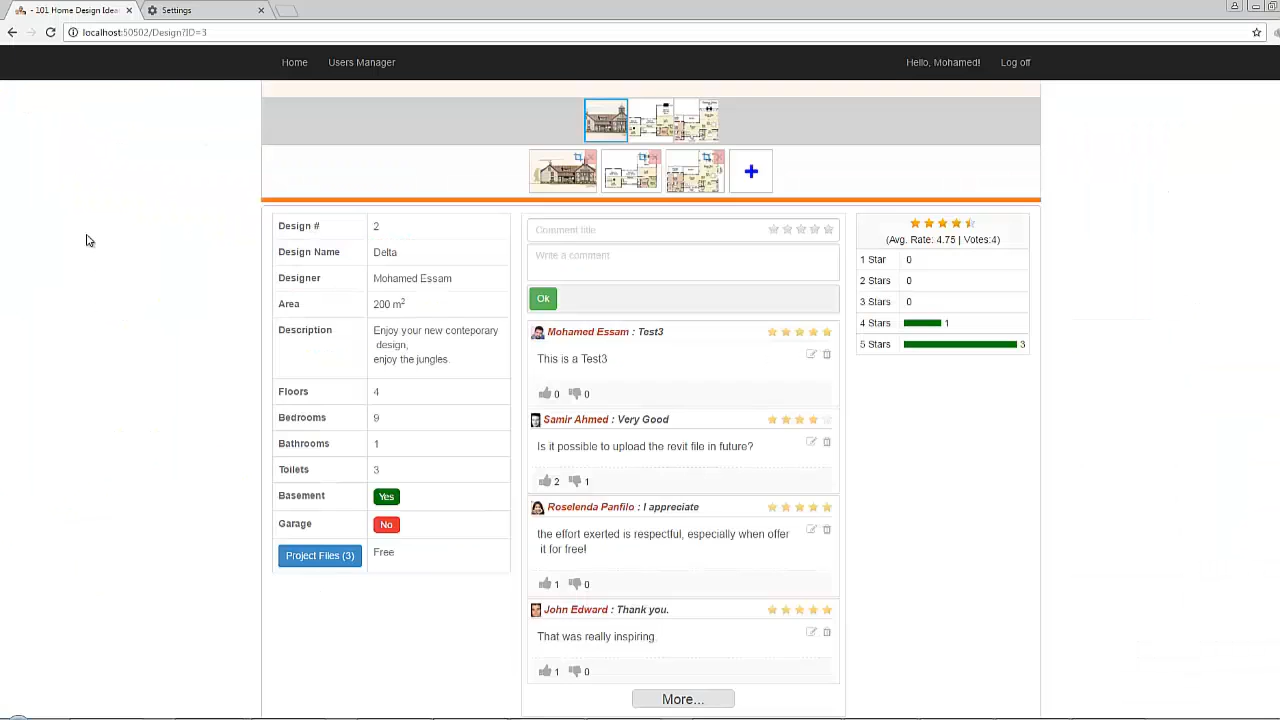 - 101 Home Design Idea
Settings
localhost:50502/Design?ID=3
Home
Users Manager
Hello, Mohamed!
Log off
Design #
2
Design Name
Delta
Designer
Mohamed Essam
Area
200 m²
Description
Enjoy your new conteporary
design,
enjoy the jungles.
Floors
4
Bedrooms
9
Bathrooms
1
Toilets
3
Basement
Yes
Garage
No
Project Files (3)
Free
Comment title
Write a comment
Ok
Mohamed Essam : Test3
This is a Test3
0 0
Samir Ahmed : Very Good
Is it possible to upload the revit file in future?
2 1
Roselenda Panfilo : I appreciate
the effort exerted is respectful, especially when offer
it for free!
1 0
John Edward : Thank you.
That was really inspiring.
1 0
More...
(Avg. Rate: 4.75 | Votes:4)
1 Star 0
2 Stars 0
3 Stars 0
4 Stars 1
5 Stars 3